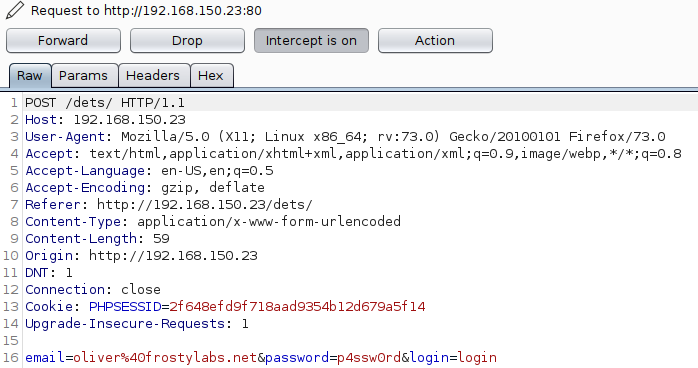 Request to http://192.168.150.23:80
Forward Drop Intercept is on Action
Raw Params Headers Hex
1 POST /dets/ HTTP/1.1
2 Host: 192.168.150.23
3 User-Agent: Mozilla/5.0 (X11; Linux x86_64; rv:73.0) Gecko/20100101 Firefox/73.0
4 Accept: text/html,application/xhtml+xml,application/xml;q=0.9,image/webp,*/*;q=0.8
5 Accept-Language: en-US,en;q=0.5
6 Accept-Encoding: gzip, deflate
7 Referer: http://192.168.150.23/dets/
8 Content-Type: application/x-www-form-urlencoded
9 Content-Length: 59
10 Origin: http://192.168.150.23
11 DNT: 1
12 Connection: close
13 Cookie: PHPSESSID=2f648efd9f718aad9354b12d679a5f14
14 Upgrade-Insecure-Requests: 1
15
16 email=oliver%40frostylabs.net&password=p4ssw0rd&login=login